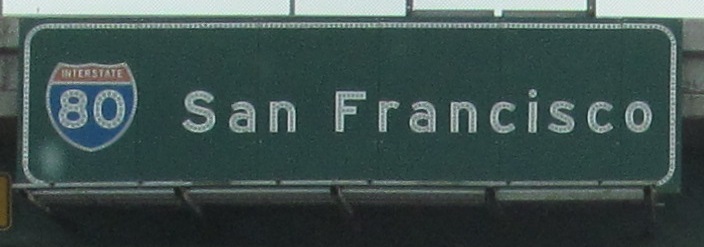 INTERSTATE
80 San Francisco